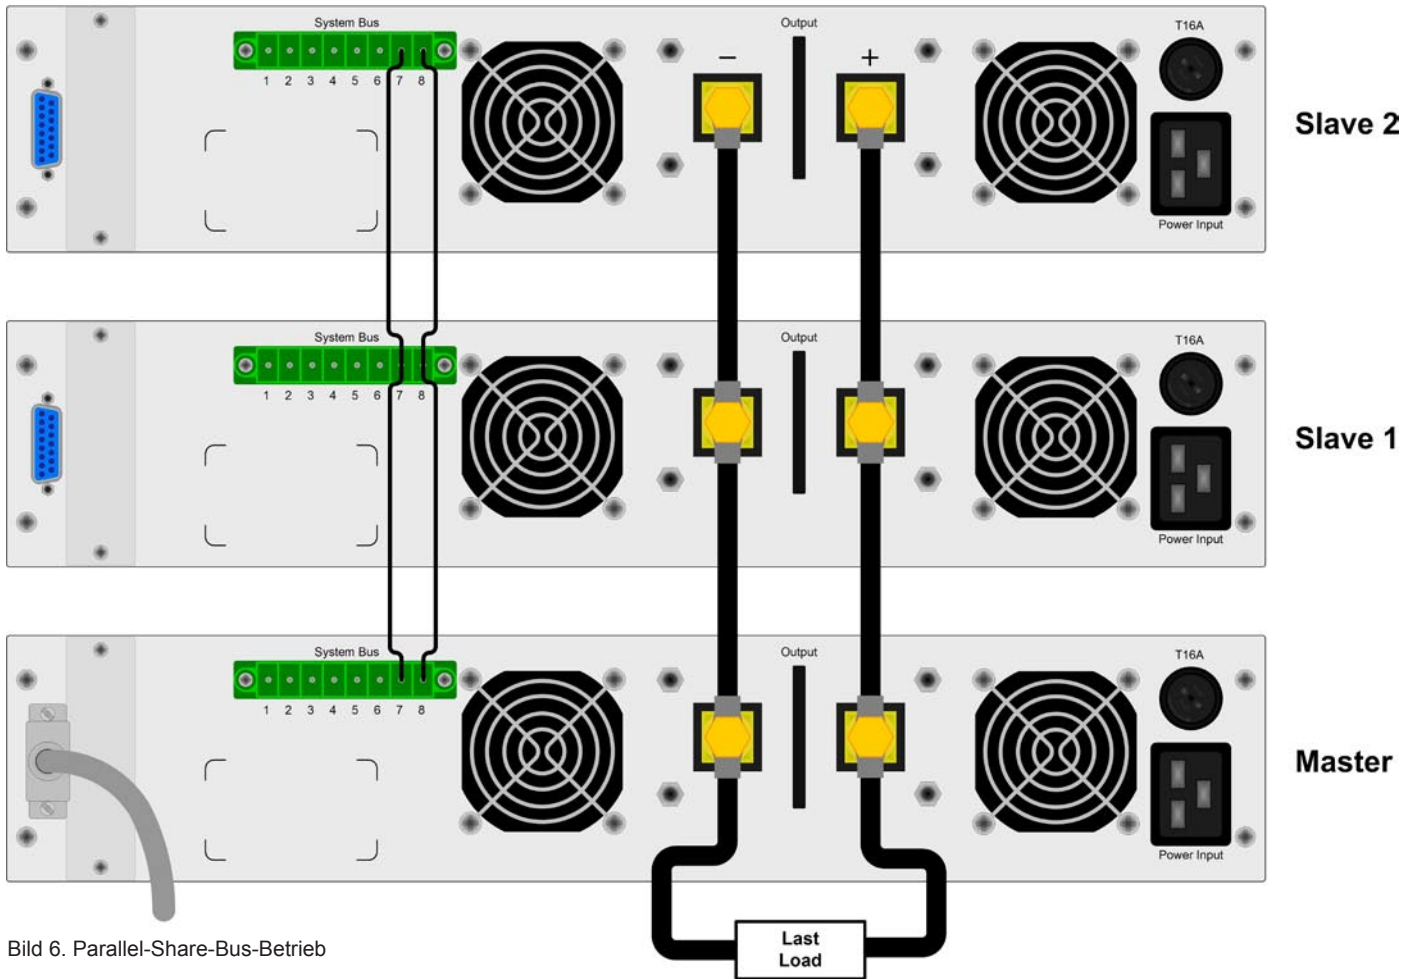 System Bus
Output
T16A
1 2 3 4 5 6 7 8
− +
Power Input
Slave 2
System Bus
Output
T16A
1 2 3 4 5 6 7 8
Power Input
Slave 1
System Bus
Output
T16A
1 2 3 4 5 6 7 8
Power Input
Master
Last
Load
Bild 6. Parallel-Share-Bus-Betrieb